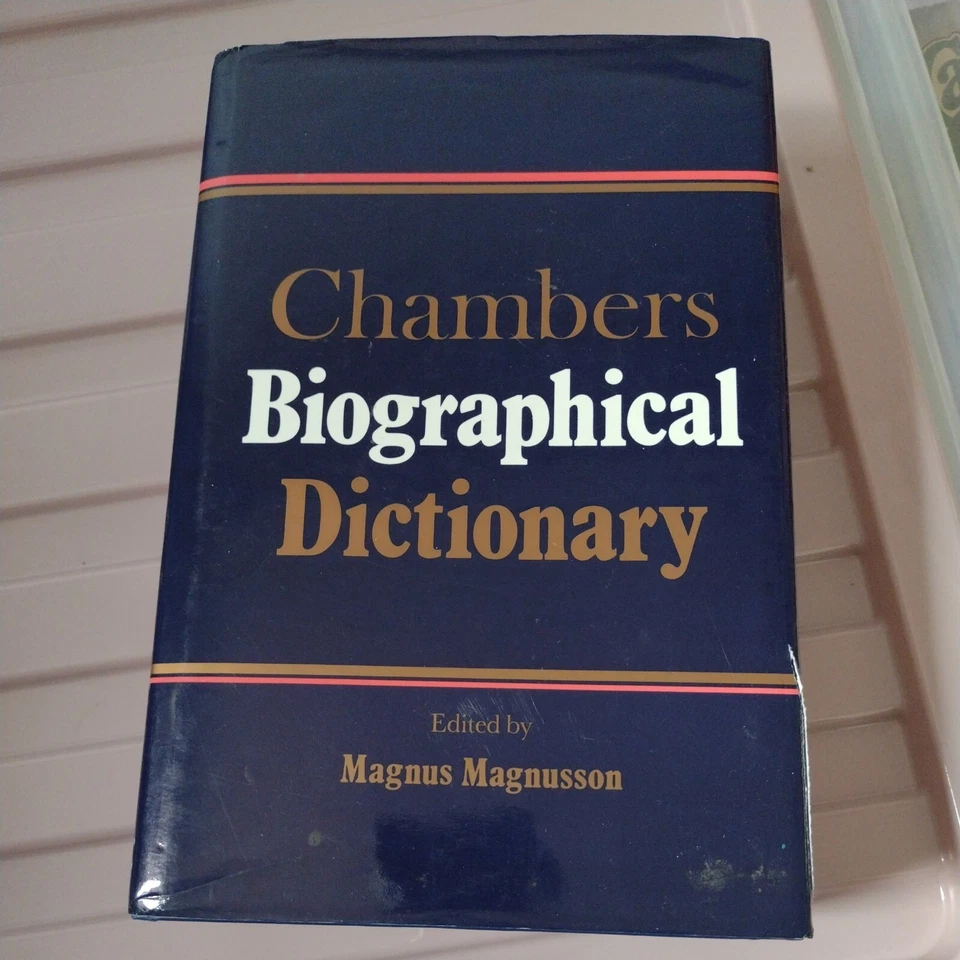 Chambers
Biographical
Dictionary
Edited by
Magnus Magnusson